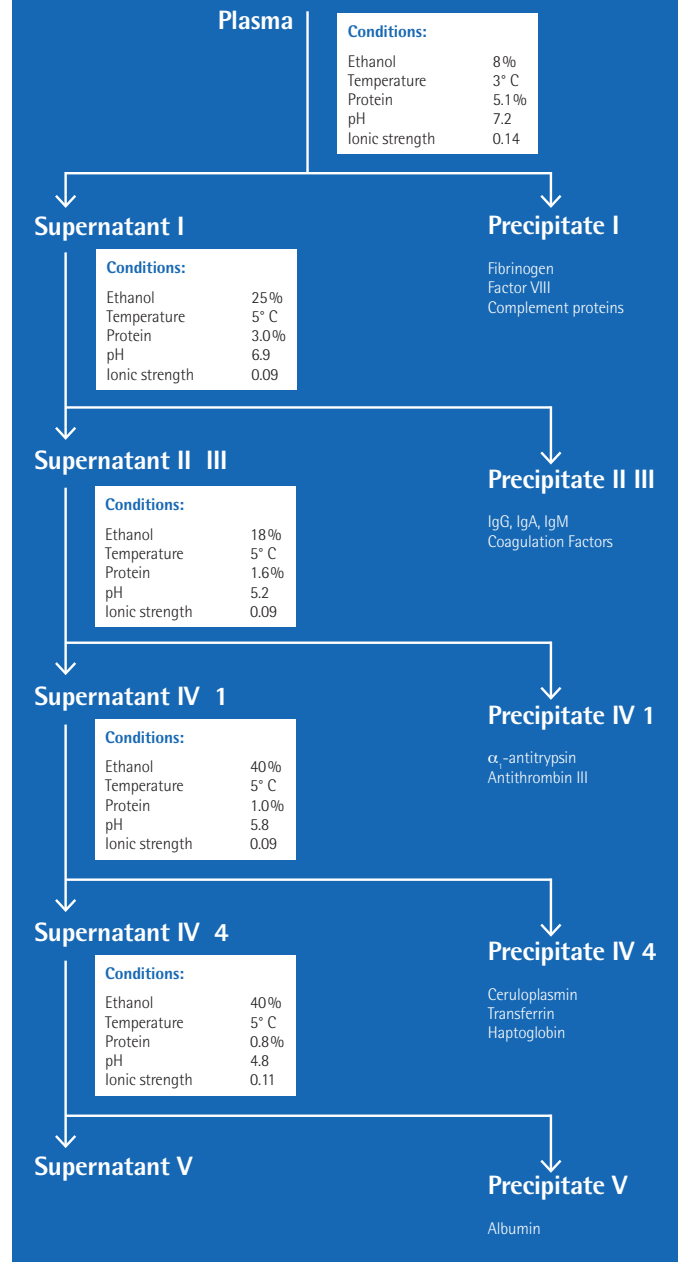 Plasma
Conditions:
Ethanol 8%
Temperature 3° C
Protein 5.1%
pH 7.2
Ionic strength 0.14
Supernatant I
Precipitate I
Conditions:
Ethanol 25%
Temperature 5° C
Protein 3.0%
pH 6.9
Ionic strength 0.09
Fibrinogen
Factor VIII
Complement proteins
Supernatant II III
Precipitate II III
Conditions:
Ethanol 18%
Temperature 5° C
Protein 1.6%
pH 5.2
Ionic strength 0.09
IgG, IgA, IgM
Coagulation Factors
Supernatant IV 1
Precipitate IV 1
Conditions:
Ethanol 40%
Temperature 5° C
Protein 1.0%
pH 5.8
Ionic strength 0.09
α₁-antitrypsin
Antithrombin III
Supernatant IV 4
Precipitate IV 4
Conditions:
Ethanol 40%
Temperature 5° C
Protein 0.8%
pH 4.8
Ionic strength 0.11
Ceruloplasmin
Transferrin
Haptoglobin
Supernatant V
Precipitate V
Albumin